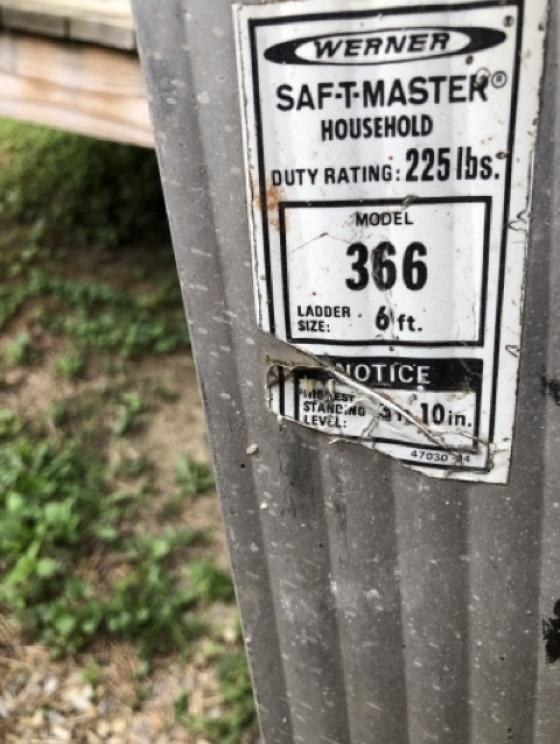 WERNER
SAF-T-MASTER®
HOUSEHOLD
DUTY RATING: 225 lbs.
MODEL
366
LADDER
SIZE: 6 ft.
NOTICE
HIGHEST
STANDING 10 in.
LEVEL: